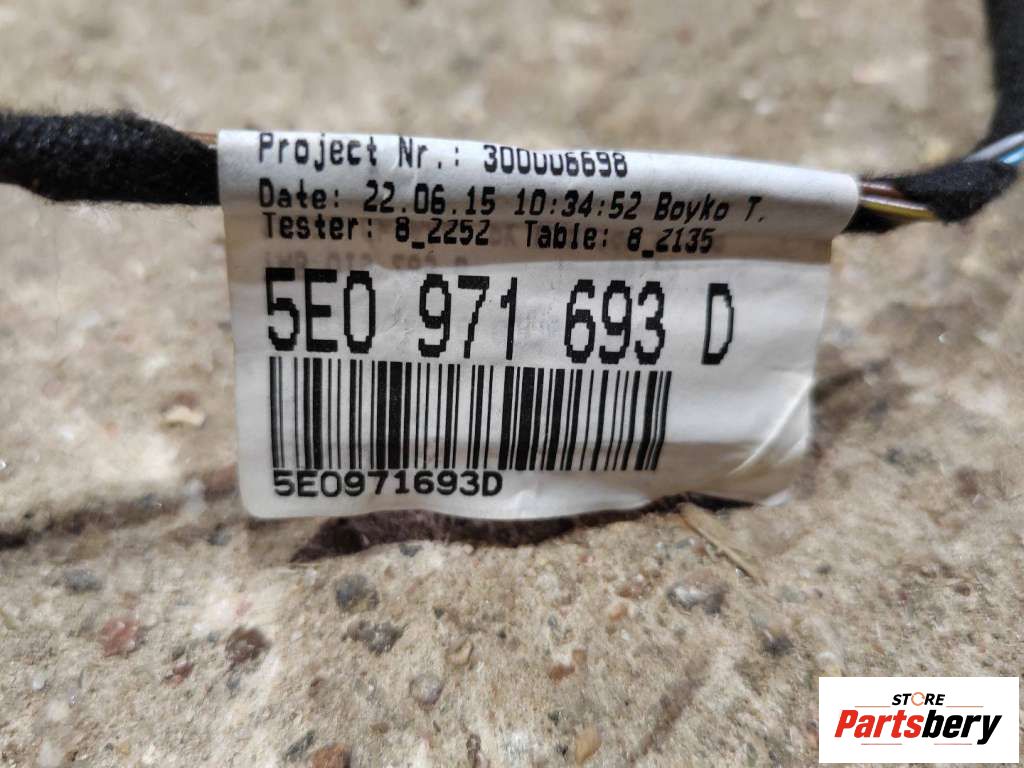 Project Nr.: 300006698
Date: 22.06.15 10:34:52 Boyko T.
Tester: 8_2252 Table: 8_2135
5E0 971 693 D
5E0971693D
STORE
Partsbery